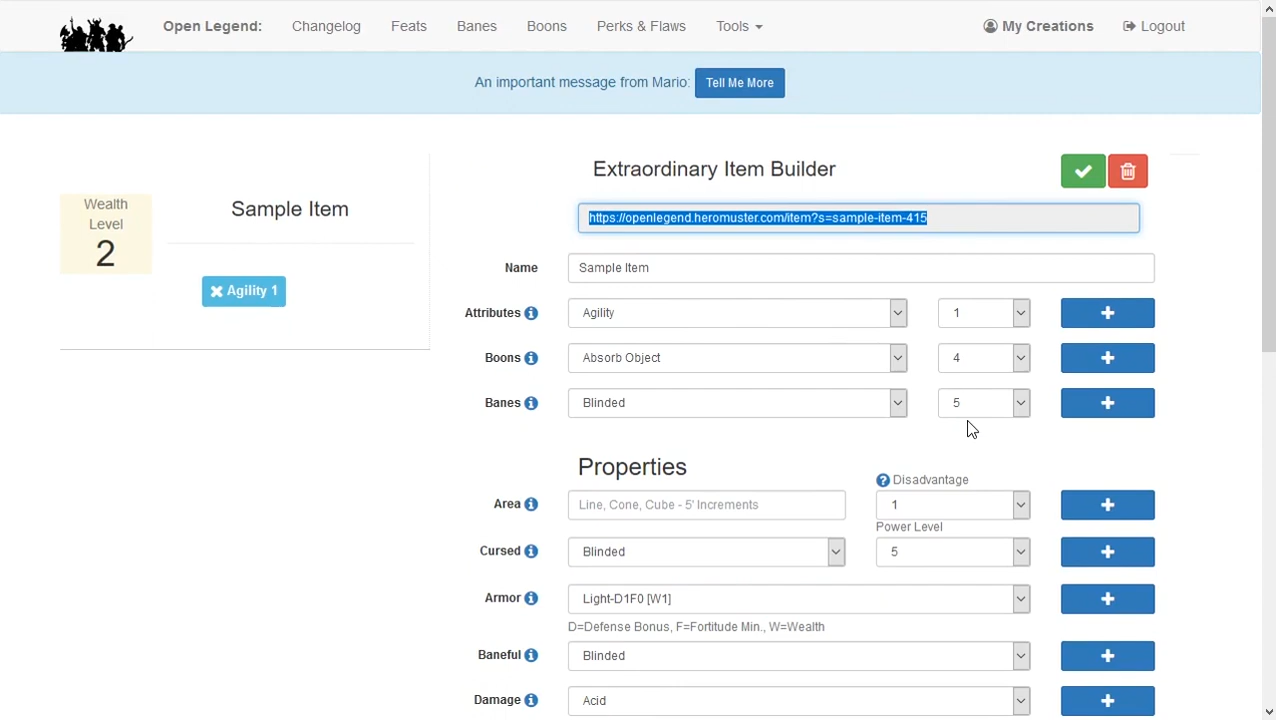 Open Legend: Changelog Feats Banes Boons Perks & Flaws Tools My Creations Logout
An important message from Mario: Tell Me More
Wealth
Level
2
Sample Item
Agility 1
Extraordinary Item Builder
https://openlegend.heromuster.com/item?s=sample-item-415
Name Sample Item
Attributes Agility 1
Boons Absorb Object 4
Banes Blinded 5
Properties
Disadvantage
Area Line, Cone, Cube - 5' Increments 1
Power Level
Cursed Blinded 5
Armor Light-D1F0 [W1]
D=Defense Bonus, F=Fortitude Min., W=Wealth
Baneful Blinded
Damage Acid